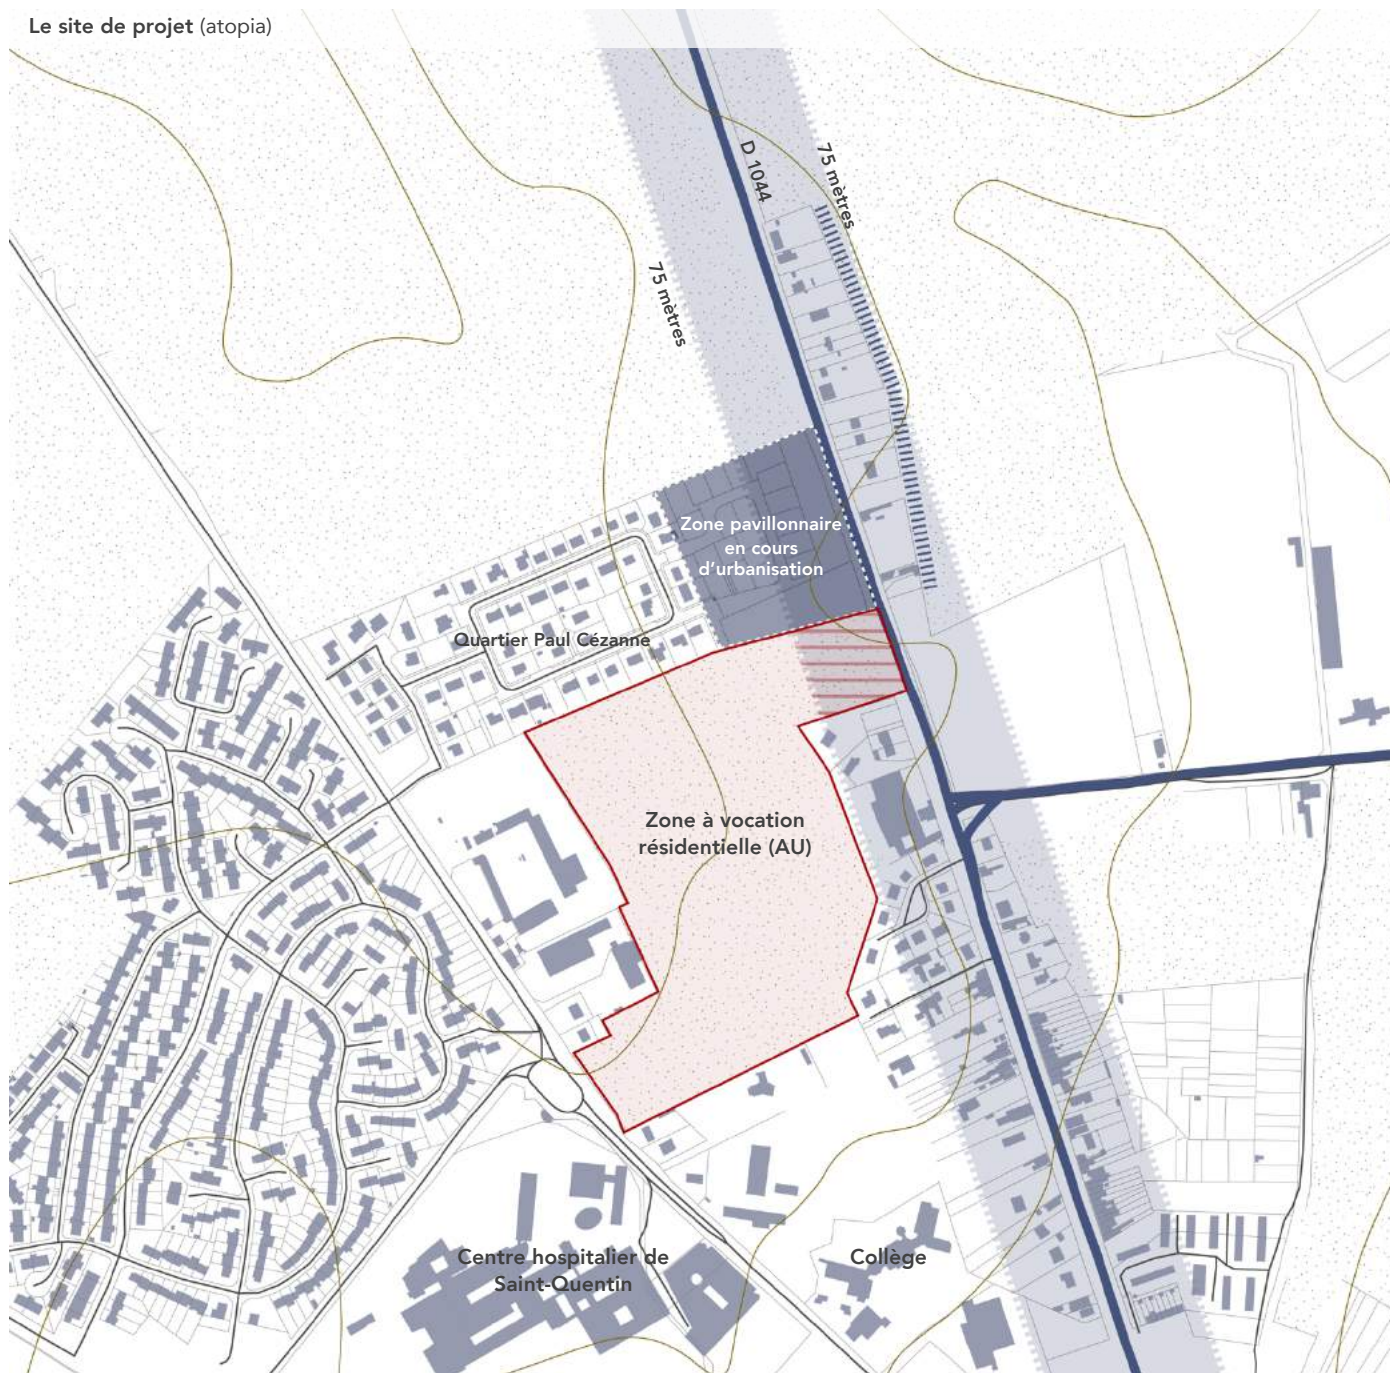 Le site de projet (atopia)
D 1044
75 mètres
75 mètres
Zone pavillonnaire
en cours
d'urbanisation
Quartier Paul Cézanne
Zone à vocation
résidentielle (AU)
Centre hospitalier de
Saint-Quentin
Collège